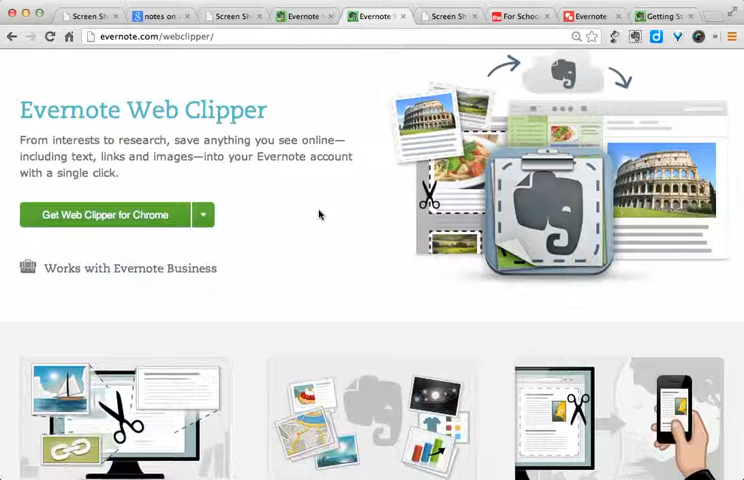 Screen Sh
notes on
Screen Sh
Evernote
Evernote
Screen Sh
For Schoo
Evernote
Getting St
evernote.com/webclipper/
Evernote Web Clipper
From interests to research, save anything you see online—
including text, links and images—into your Evernote account
with a single click.
Get Web Clipper for Chrome
Works with Evernote Business